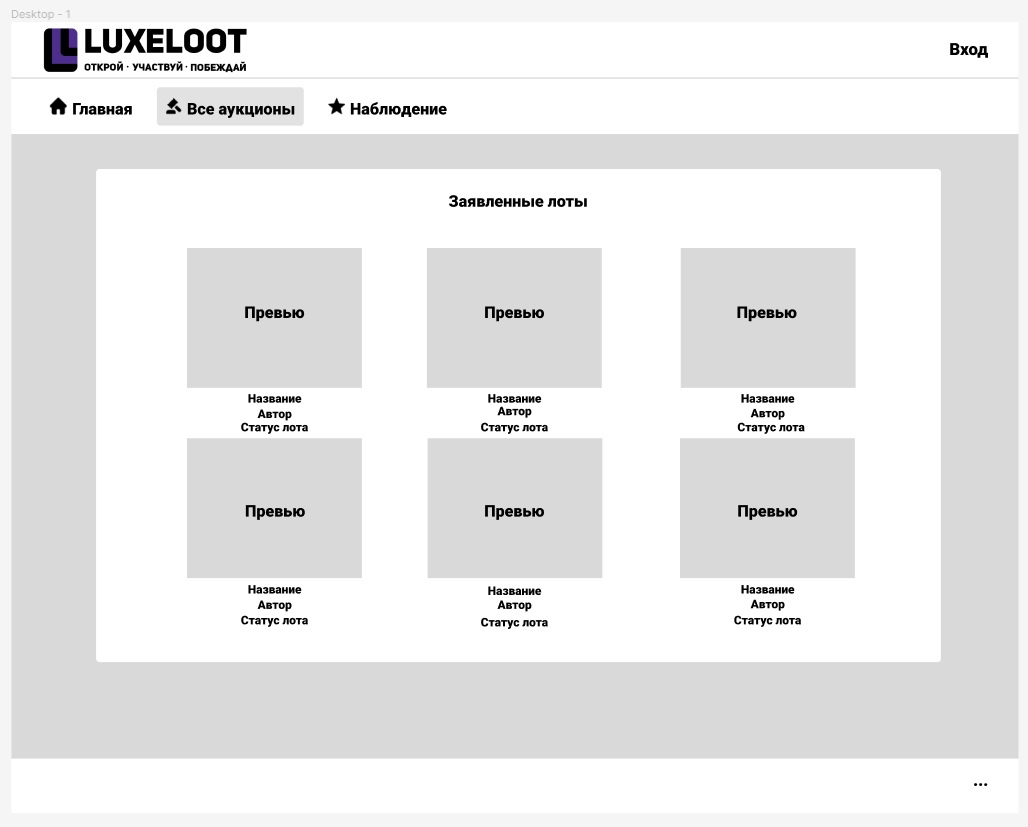 Desktop - 1
LUXELOOT
ОТКРОЙ · УЧАСТВУЙ · ПОБЕЖДАЙ
Вход
Главная
Все аукционы
Наблюдение
Заявленные лоты
Превью
Превью
Превью
Название
Автор
Статус лота
Название
Автор
Статус лота
Название
Автор
Статус лота
Превью
Превью
Превью
Название
Автор
Статус лота
Название
Автор
Статус лота
Название
Автор
Статус лота
...